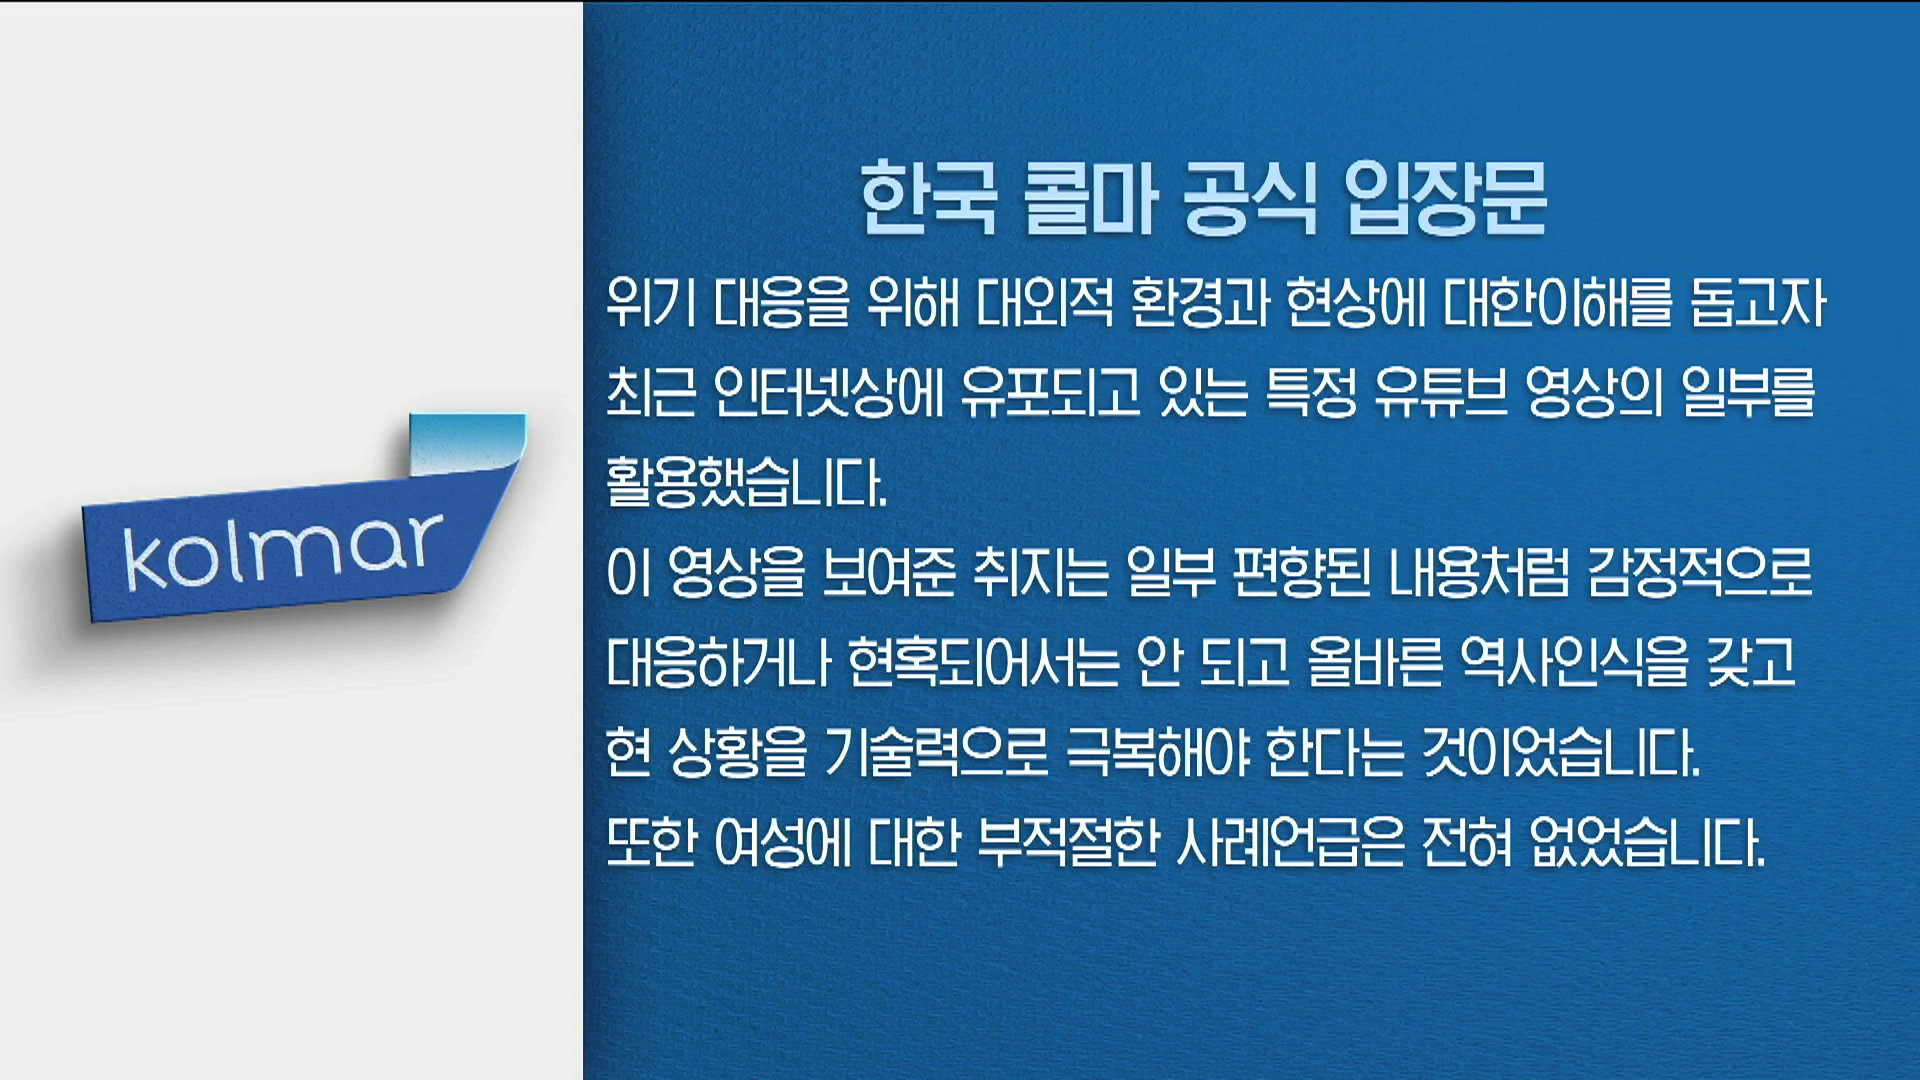 kolmar
한국 콜마 공식 입장문
위기 대응을 위해 대외적 환경과 현상에 대한이해를 돕고자
최근 인터넷상에 유포되고 있는 특정 유튜브 영상의 일부를
활용했습니다.
이 영상을 보여준 취지는 일부 편향된 내용처럼 감정적으로
대응하거나 현혹되어서는 안 되고 올바른 역사인식을 갖고
현 상황을 기술력으로 극복해야 한다는 것이었습니다.
또한 여성에 대한 부적절한 사례언급은 전혀 없었습니다.